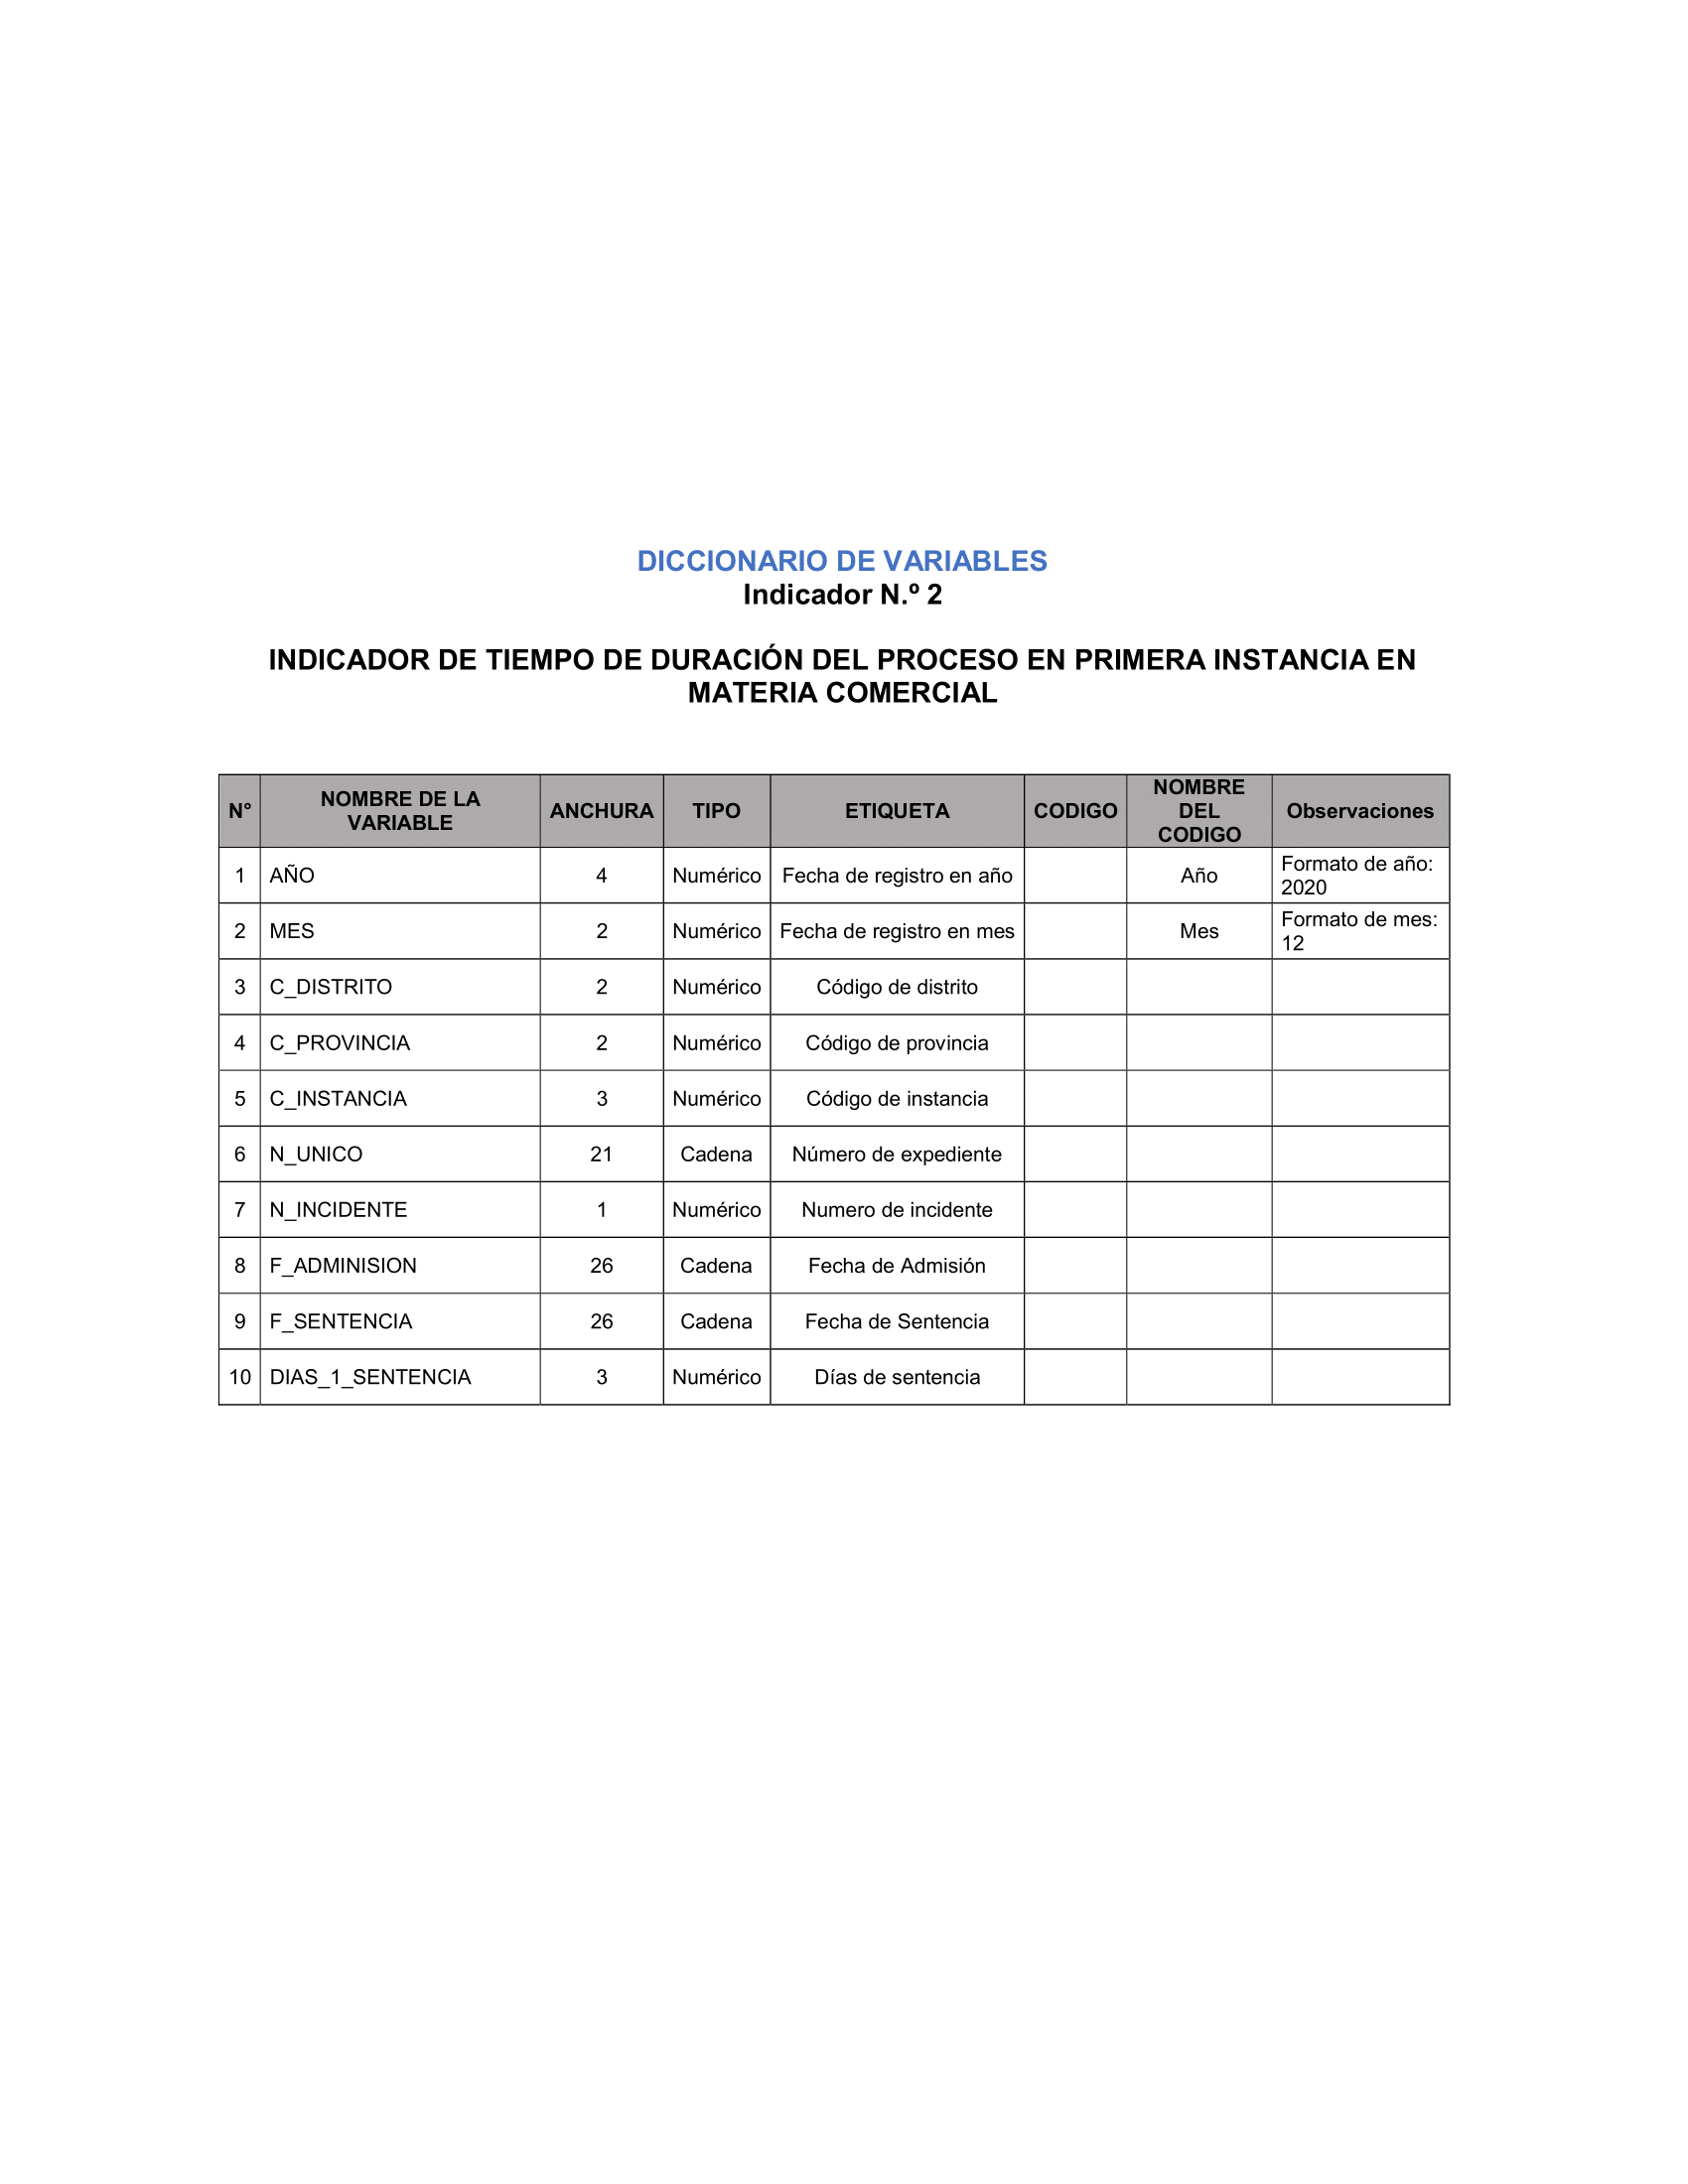 DICCIONARIO DE VARIABLES
Indicador N.º 2
INDICADOR DE TIEMPO DE DURACIÓN DEL PROCESO EN PRIMERA INSTANCIA EN
MATERIA COMERCIAL
N° NOMBRE DE LA VARIABLE ANCHURA TIPO ETIQUETA CODIGO NOMBRE DEL CODIGO Observaciones
1 AÑO 4 Numérico Fecha de registro en año Año Formato de año: 2020
2 MES 2 Numérico Fecha de registro en mes Mes Formato de mes: 12
3 C_DISTRITO 2 Numérico Código de distrito
4 C_PROVINCIA 2 Numérico Código de provincia
5 C_INSTANCIA 3 Numérico Código de instancia
6 N_UNICO 21 Cadena Número de expediente
7 N_INCIDENTE 1 Numérico Numero de incidente
8 F_ADMINISION 26 Cadena Fecha de Admisión
9 F_SENTENCIA 26 Cadena Fecha de Sentencia
10 DIAS_1_SENTENCIA 3 Numérico Días de sentencia